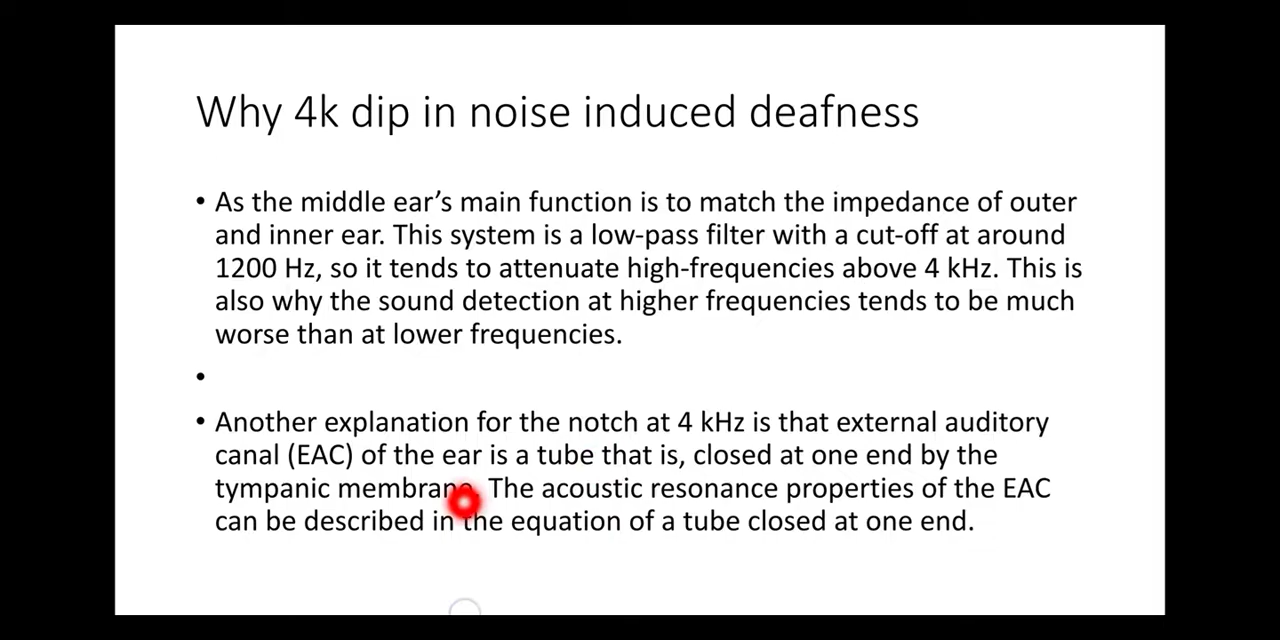 Why 4k dip in noise induced deafness
• As the middle ear’s main function is to match the impedance of outer
and inner ear. This system is a low-pass filter with a cut-off at around
1200 Hz, so it tends to attenuate high-frequencies above 4 kHz. This is
also why the sound detection at higher frequencies tends to be much
worse than at lower frequencies.
•
• Another explanation for the notch at 4 kHz is that external auditory
canal (EAC) of the ear is a tube that is, closed at one end by the
tympanic membrane. The acoustic resonance properties of the EAC
can be described in the equation of a tube closed at one end.